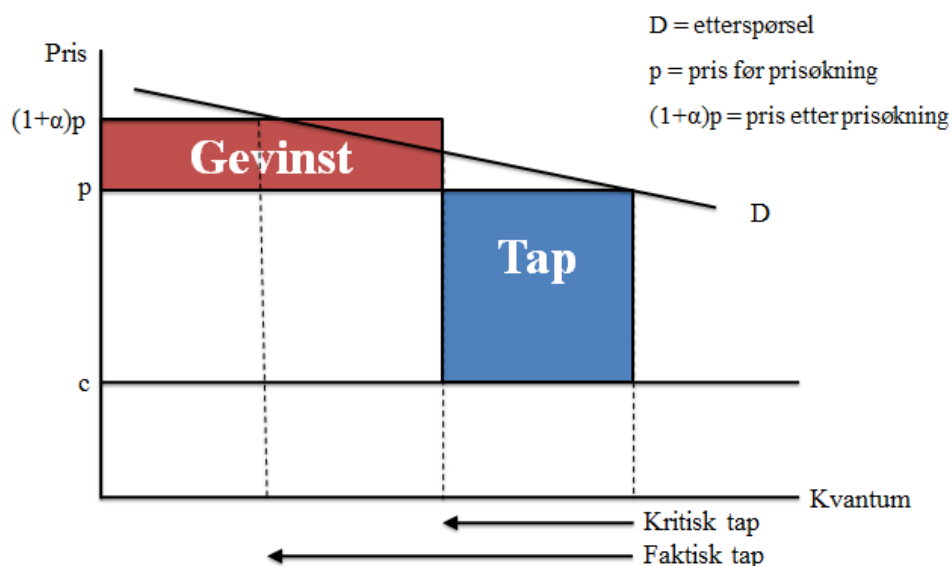 D = etterspørsel
Pris
p = pris før prisøkning
(1+α)p
(1+α)p = pris etter prisøkning
Gevinst
p
D
Tap
c
Kvantum
Kritisk tap
Faktisk tap